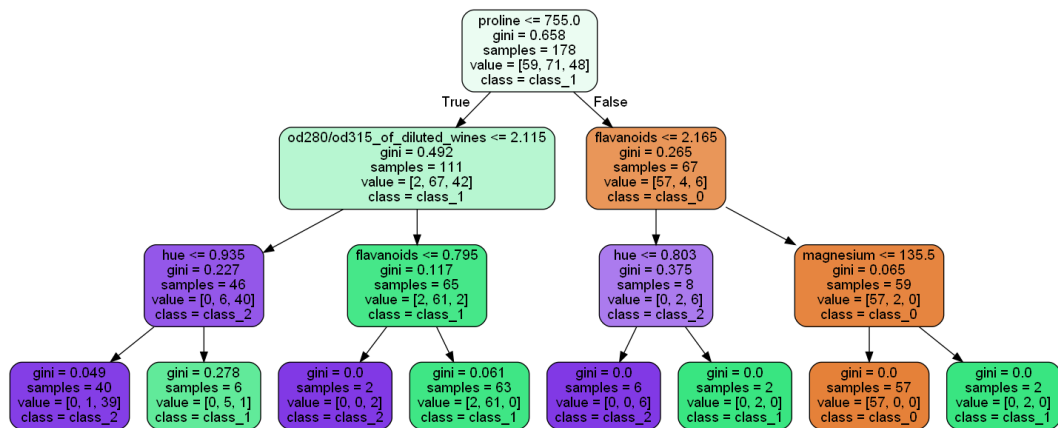 proline <= 755.0
gini = 0.658
samples = 178
value = [59, 71, 48]
class = class_1
True
False
od280/od315_of_diluted_wines <= 2.115
gini = 0.492
samples = 111
value = [2, 67, 42]
class = class_1
flavanoids <= 2.165
gini = 0.265
samples = 67
value = [57, 4, 6]
class = class_0
hue <= 0.935
gini = 0.227
samples = 46
value = [0, 6, 40]
class = class_2
flavanoids <= 0.795
gini = 0.117
samples = 65
value = [2, 61, 2]
class = class_1
hue <= 0.803
gini = 0.375
samples = 8
value = [0, 2, 6]
class = class_2
magnesium <= 135.5
gini = 0.065
samples = 59
value = [57, 2, 0]
class = class_0
gini = 0.049
samples = 40
value = [0, 1, 39]
class = class_2
gini = 0.278
samples = 6
value = [0, 5, 1]
class = class_1
gini = 0.0
samples = 2
value = [0, 0, 2]
class = class_2
gini = 0.061
samples = 63
value = [2, 61, 0]
class = class_1
gini = 0.0
samples = 6
value = [0, 0, 6]
class = class_2
gini = 0.0
samples = 2
value = [0, 2, 0]
class = class_1
gini = 0.0
samples = 57
value = [57, 0, 0]
class = class_0
gini = 0.0
samples = 2
value = [0, 2, 0]
class = class_1